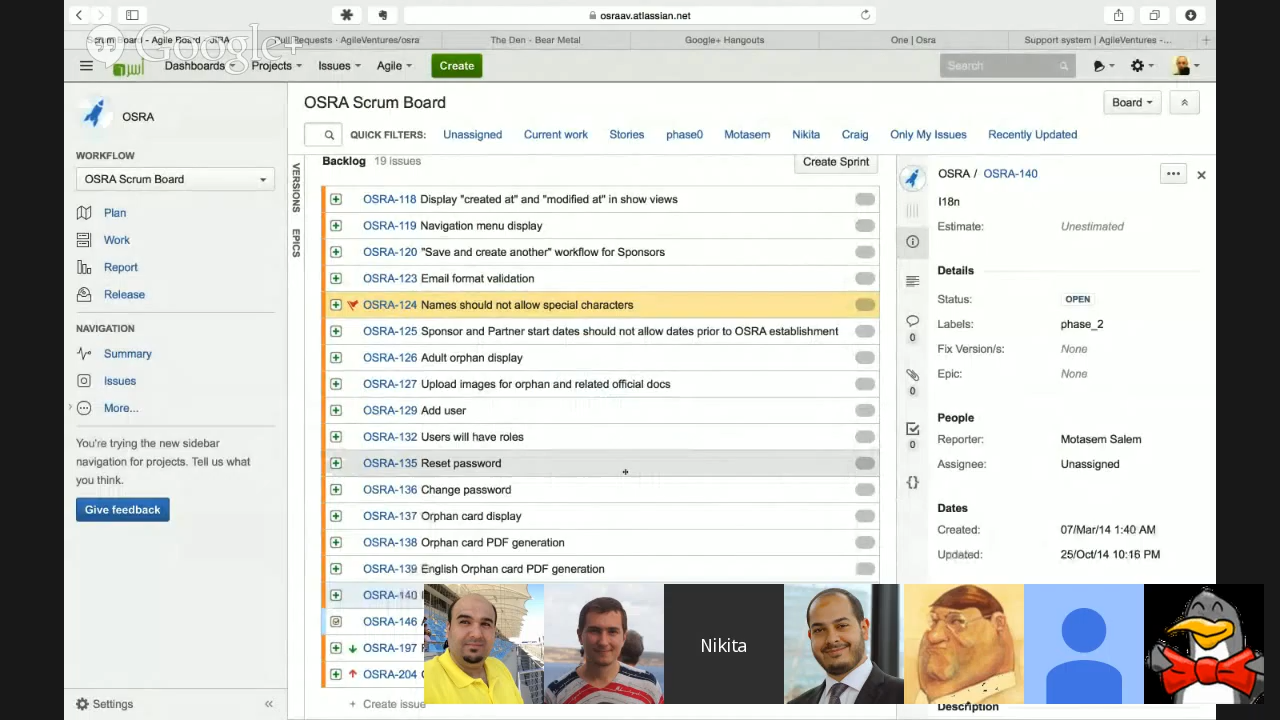 osraav.atlassian.net
Scrum Board - Agile Board - JIRA
Pull Requests · AgileVentures/osra
The Den - Bear Metal
Google+ Hangouts
One | Osra
Support system | AgileVentures -...
Google+
Dashboards
Projects
Issues
Agile
Create
Search
OSRA
WORKFLOW
OSRA Scrum Board
Plan
Work
Report
Release
NAVIGATION
Summary
Issues
More...
You're trying the new sidebar
navigation for projects. Tell us what
you think.
Give feedback
Settings
OSRA Scrum Board
Board
QUICK FILTERS: Unassigned Current work Stories phase0 Motasem Nikita Craig Only My Issues Recently Updated
VERSIONS
EPICS
Backlog 19 issues
Create Sprint
OSRA-118 Display "created at" and "modified at" in show views
OSRA-119 Navigation menu display
OSRA-120 "Save and create another" workflow for Sponsors
OSRA-123 Email format validation
OSRA-124 Names should not allow special characters
OSRA-125 Sponsor and Partner start dates should not allow dates prior to OSRA establishment
OSRA-126 Adult orphan display
OSRA-127 Upload images for orphan and related official docs
OSRA-129 Add user
OSRA-132 Users will have roles
OSRA-135 Reset password
OSRA-136 Change password
OSRA-137 Orphan card display
OSRA-138 Orphan card PDF generation
OSRA-139 English Orphan card PDF generation
OSRA-140
OSRA-146
OSRA-197
OSRA-204
Create issue
OSRA / OSRA-140
I18n
Estimate: Unestimated
Details
Status: OPEN
Labels: phase_2
Fix Version/s: None
Epic: None
People
Reporter: Motasem Salem
Assignee: Unassigned
Dates
Created: 07/Mar/14 1:40 AM
Updated: 25/Oct/14 10:16 PM
Description
0
0
0
Nikita